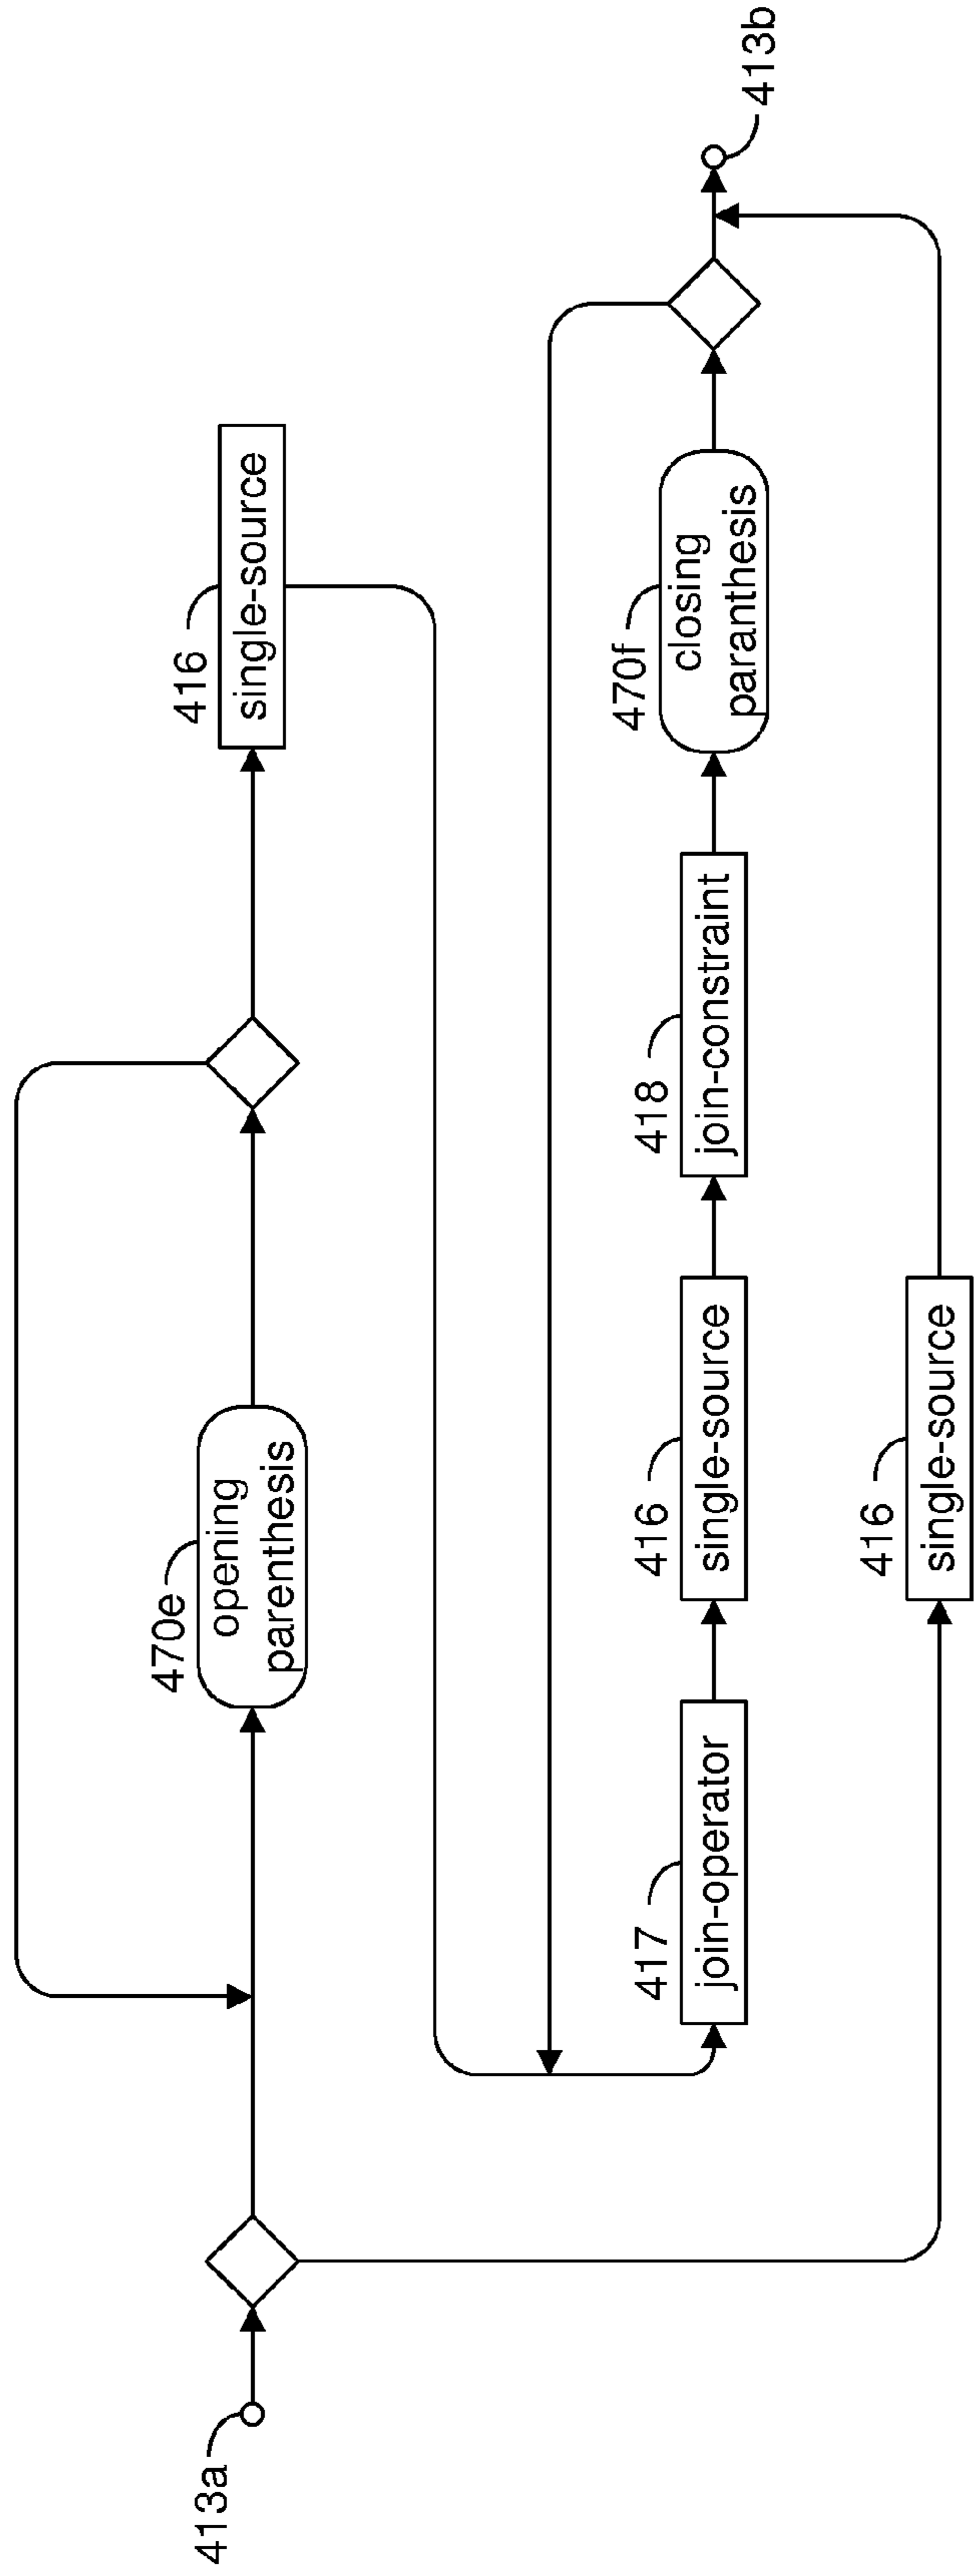 413a
470e
opening
parenthesis
416
single-source
417
join-operator
416
single-source
418
join-constraint
470f
closing
paranthesis
413b
416
single-source